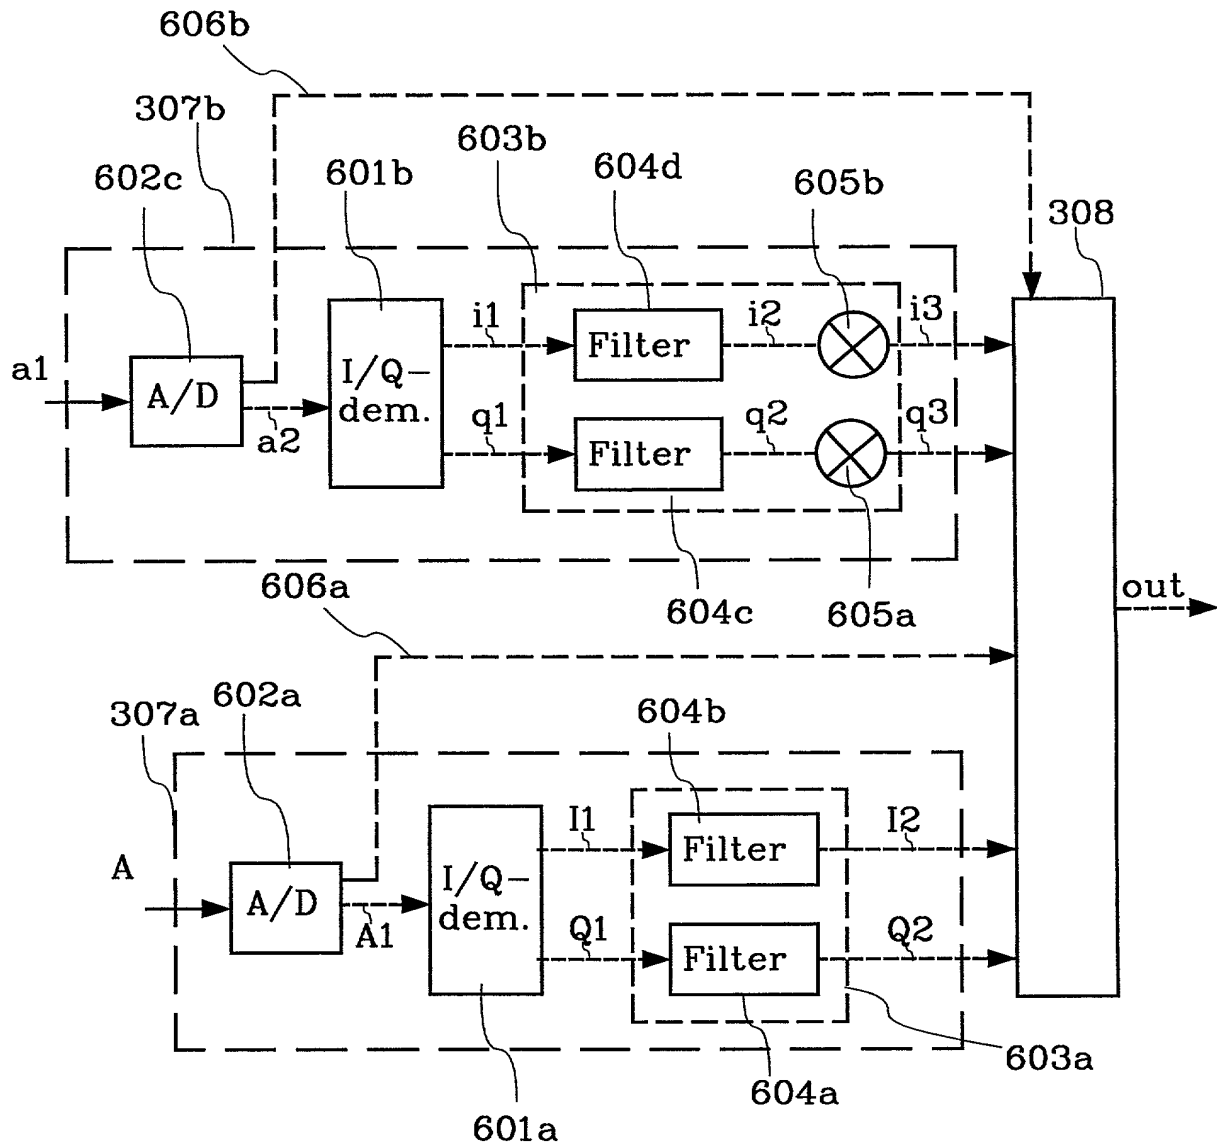 606b
307b
603b
602c
601b
604d
605b
308
i1
i2
i3
Filter
a1
A/D
I/Q-
dem.
a2
q1
q2
q3
Filter
606a
604c
605a
out
602a
307a
604b
I1
I2
Filter
A
A/D
I/Q-
dem.
A1
Q1
Q2
Filter
603a
604a
601a